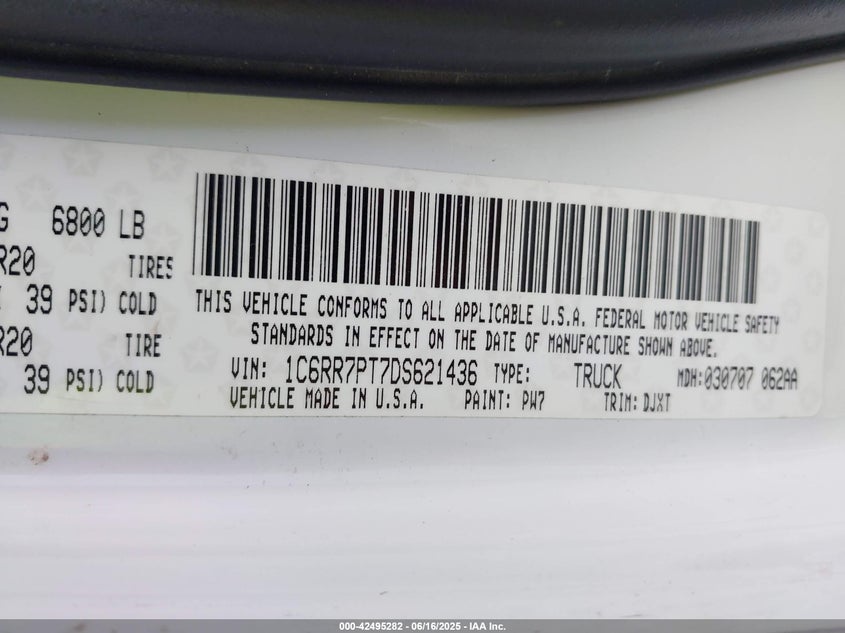 G 6800 LB
R20 TIRES
39 PSI) COLD
R20 TIRE
39 PSI) COLD
THIS VEHICLE CONFORMS TO ALL APPLICABLE U.S.A. FEDERAL MOTOR VEHICLE SAFETY
STANDARDS IN EFFECT ON THE DATE OF MANUFACTURE SHOWN ABOVE.
VIN: 1C6RR7PT7DS621436 TYPE: TRUCK MDH:030707 062AA
VEHICLE MADE IN U.S.A. PAINT: PW7 TRIM: DJXT
000-42495282 - 06/16/2025 - IAA Inc.